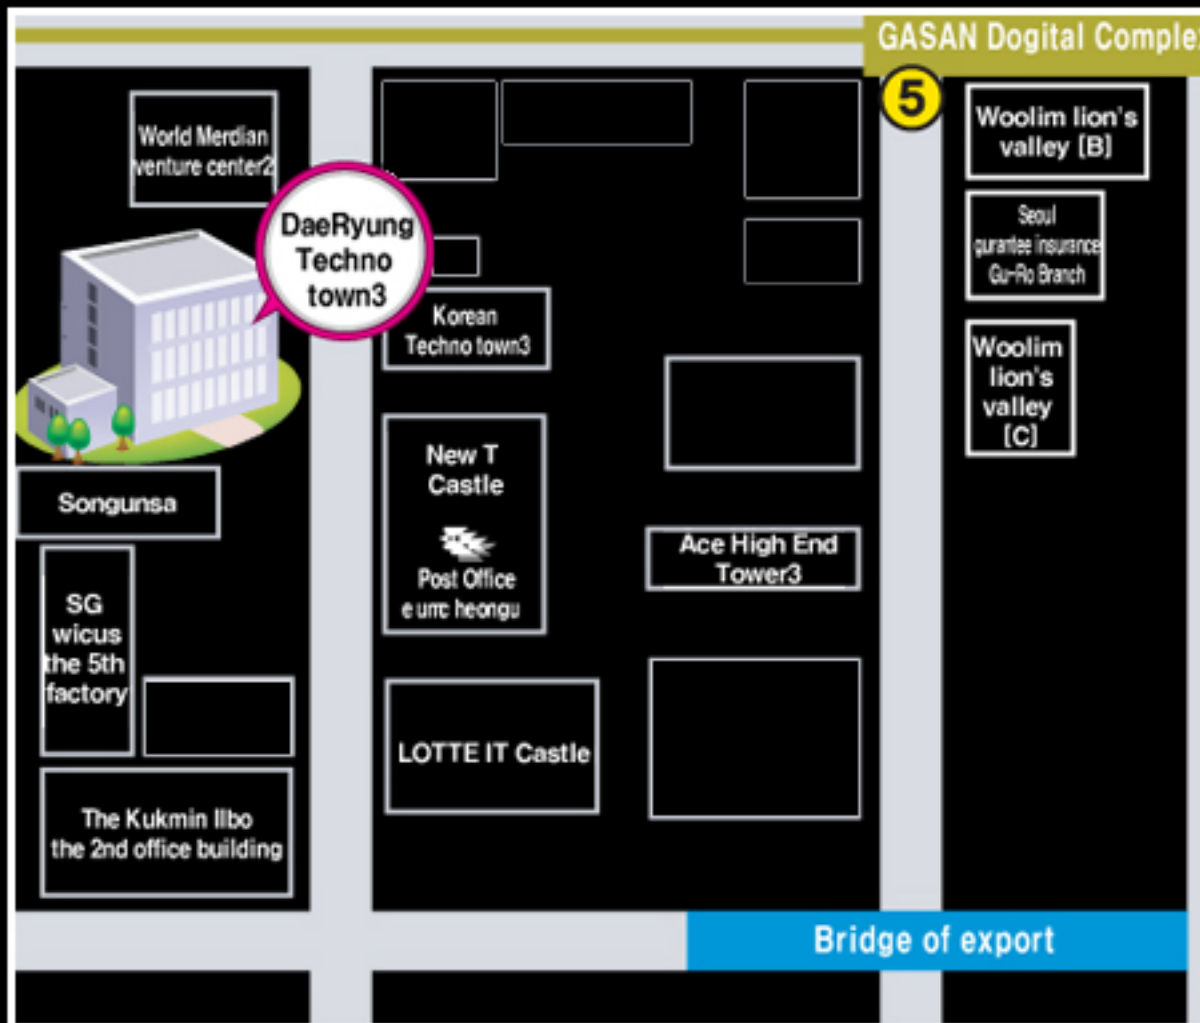 GASAN Dogital Comple
5
World Merdian
venture center2
Woolim lion's
valley [B]
DaeRyung
Techno
town3
Seoul
gurantee insurance
Gu-Ro Branch
Korean
Techno town3
Woolim
lion's
valley
[C]
New T
Castle
Songunsa
Post Office
Ace High End
Tower3
SG
wicus
the 5th
factory
LOTTE IT Castle
The Kukmin Ilbo
the 2nd office building
Bridge of export